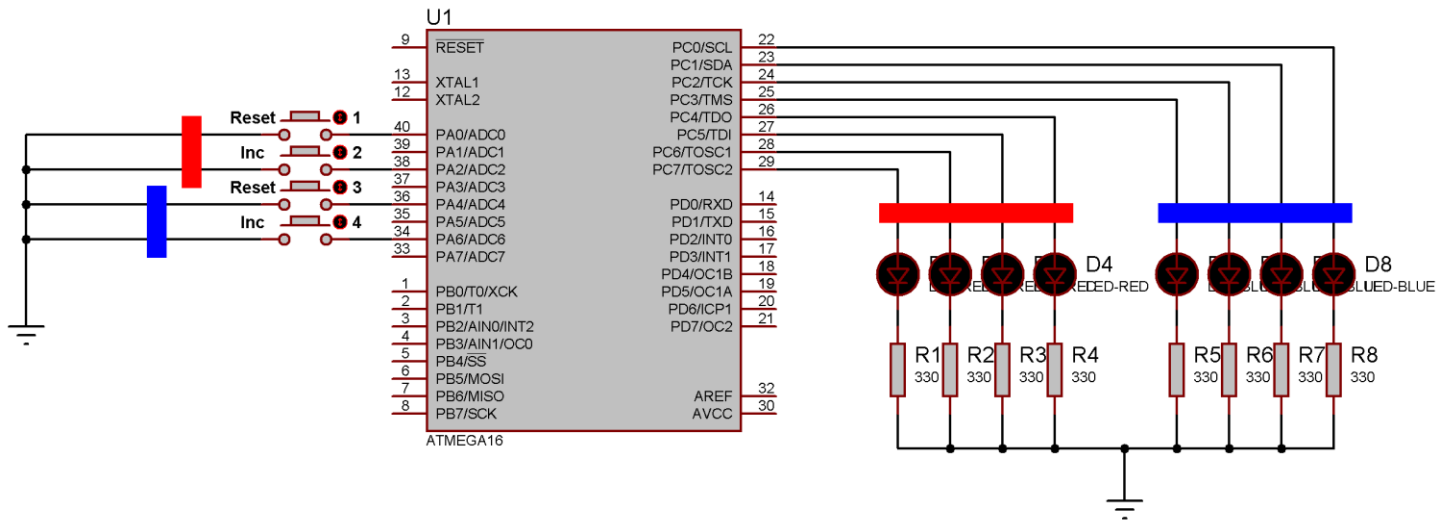 U1
9 RESET
13 XTAL1
12 XTAL2
Reset 1
40 PA0/ADC0
39 PA1/ADC1
Inc 2
38 PA2/ADC2
37 PA3/ADC3
Reset 3
36 PA4/ADC4
35 PA5/ADC5
Inc 4
34 PA6/ADC6
33 PA7/ADC7
1 PB0/T0/XCK
2 PB1/T1
3 PB2/AIN0/INT2
4 PB3/AIN1/OC0
5 PB4/SS
6 PB5/MOSI
7 PB6/MISO
8 PB7/SCK
PC0/SCL 22
PC1/SDA 23
PC2/TCK 24
PC3/TMS 25
PC4/TDO 26
PC5/TDI 27
PC6/TOSC1 28
PC7/TOSC2 29
PD0/RXD 14
PD1/TXD 15
PD2/INT0 16
PD3/INT1 17
PD4/OC1B 18
PD5/OC1A 19
PD6/ICP1 20
PD7/OC2 21
AREF 32
AVCC 30
ATMEGA16
D4
LED-RED
D8
LED-BLUE
R1 R2 R3 R4 R5 R6 R7 R8
330 330 330 330 330 330 330 330